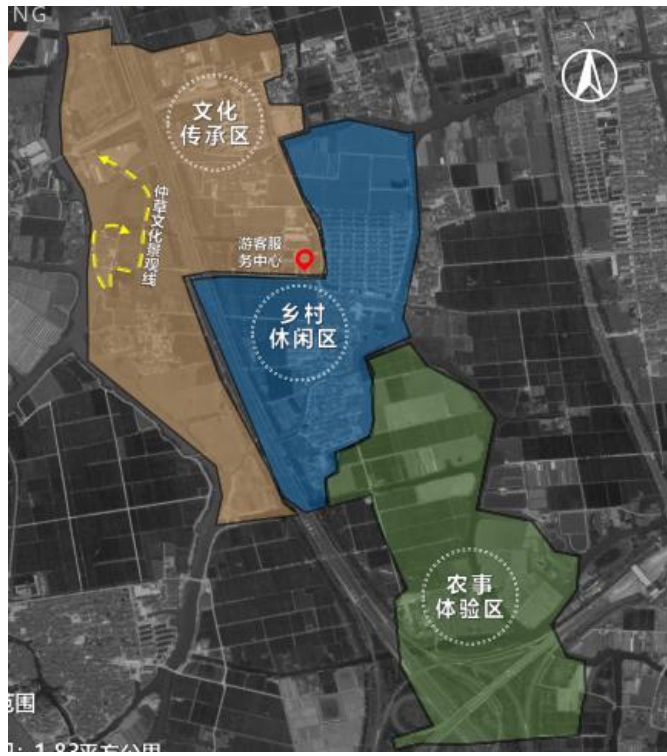 NG
文化
传承区
仲草文化景观线
游客服
务中心
乡村
休闲区
农事
体验区
范围
: 1.83平方公里